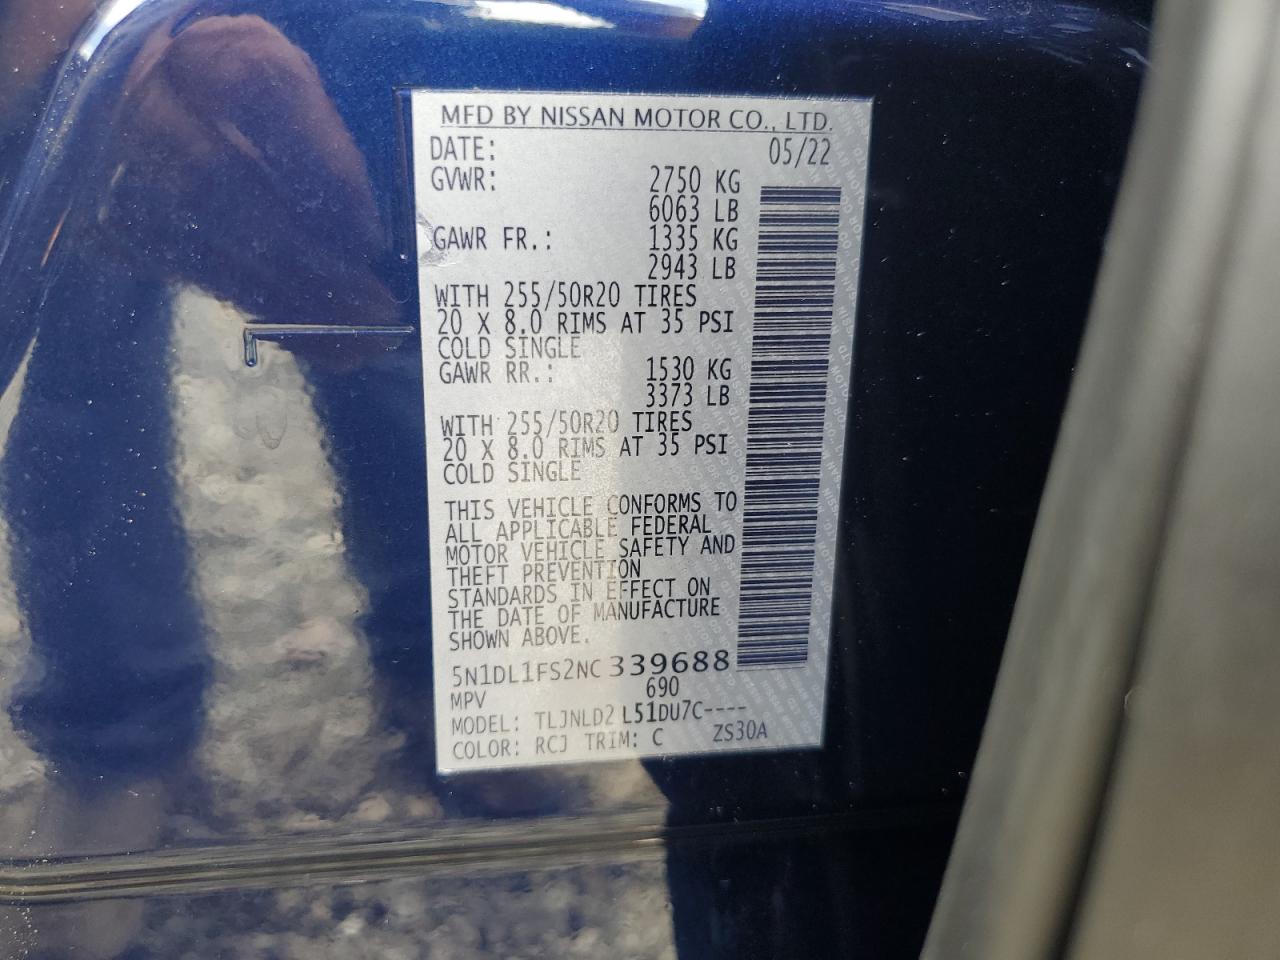 MFD BY NISSAN MOTOR CO., LTD.
DATE: 05/22
GVWR: 2750 KG
6063 LB
GAWR FR.: 1335 KG
2943 LB
WITH 255/50R20 TIRES
20 X 8.0 RIMS AT 35 PSI
COLD SINGLE
GAWR RR.: 1530 KG
3373 LB
WITH 255/50R20 TIRES
20 X 8.0 RIMS AT 35 PSI
COLD SINGLE
THIS VEHICLE CONFORMS TO
ALL APPLICABLE FEDERAL
MOTOR VEHICLE SAFETY AND
THEFT PREVENTION
STANDARDS IN EFFECT ON
THE DATE OF MANUFACTURE
SHOWN ABOVE.
5N1DL1FS2NC339688
MPV 690
MODEL: TLJNLD2 L51DU7C----
COLOR: RCJ TRIM: C ZS30A